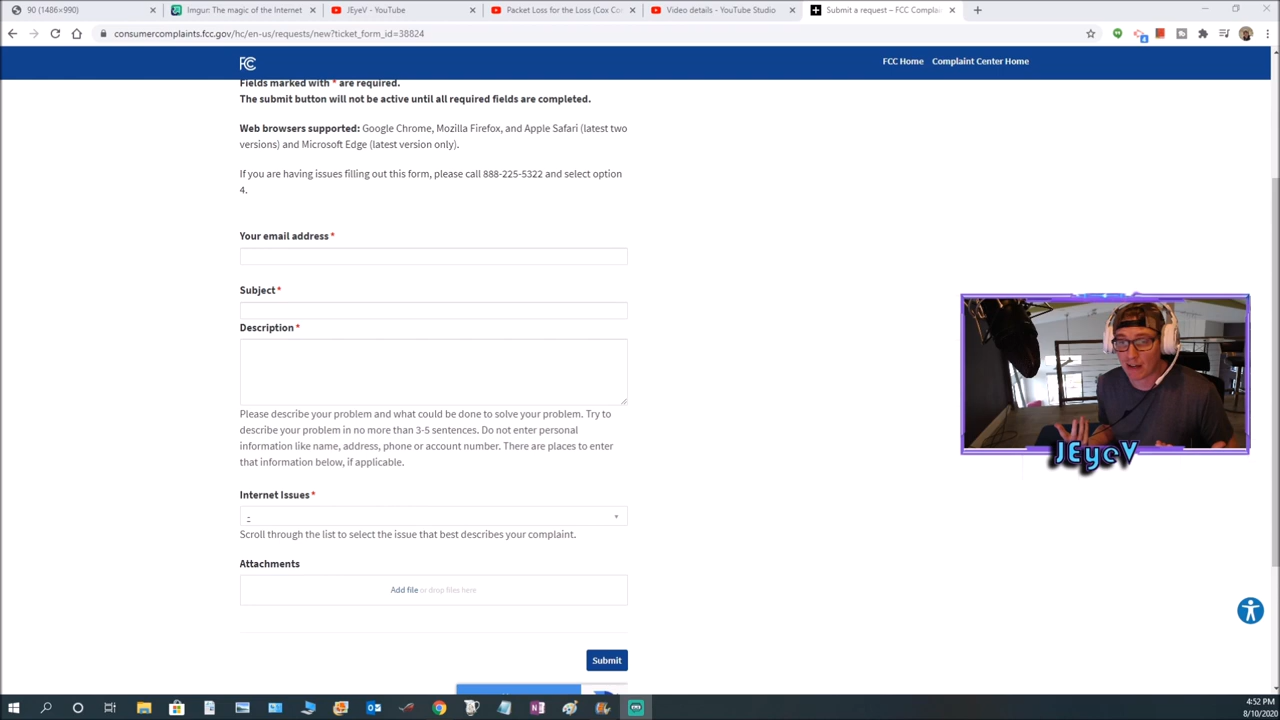 90 (1486×990)
Imgur: The magic of the Internet
JEyeV - YouTube
Packet Loss for the Loss (Cox Co
Video details - YouTube Studio
Submit a request – FCC Compla
consumercomplaints.fcc.gov/hc/en-us/requests/new?ticket_form_id=38824
FCC
FCC Home
Complaint Center Home
Fields marked with * are required.
The submit button will not be active until all required fields are completed.
Web browsers supported: Google Chrome, Mozilla Firefox, and Apple Safari (latest two
versions) and Microsoft Edge (latest version only).
If you are having issues filling out this form, please call 888-225-5322 and select option
4.
Your email address *
Subject *
Description *
Please describe your problem and what could be done to solve your problem. Try to
describe your problem in no more than 3-5 sentences. Do not enter personal
information like name, address, phone or account number. There are places to enter
that information below, if applicable.
Internet Issues *
-
Scroll through the list to select the issue that best describes your complaint.
Attachments
Add file or drop files here
Submit
JEyeV
4:52 PM
8/10/2020